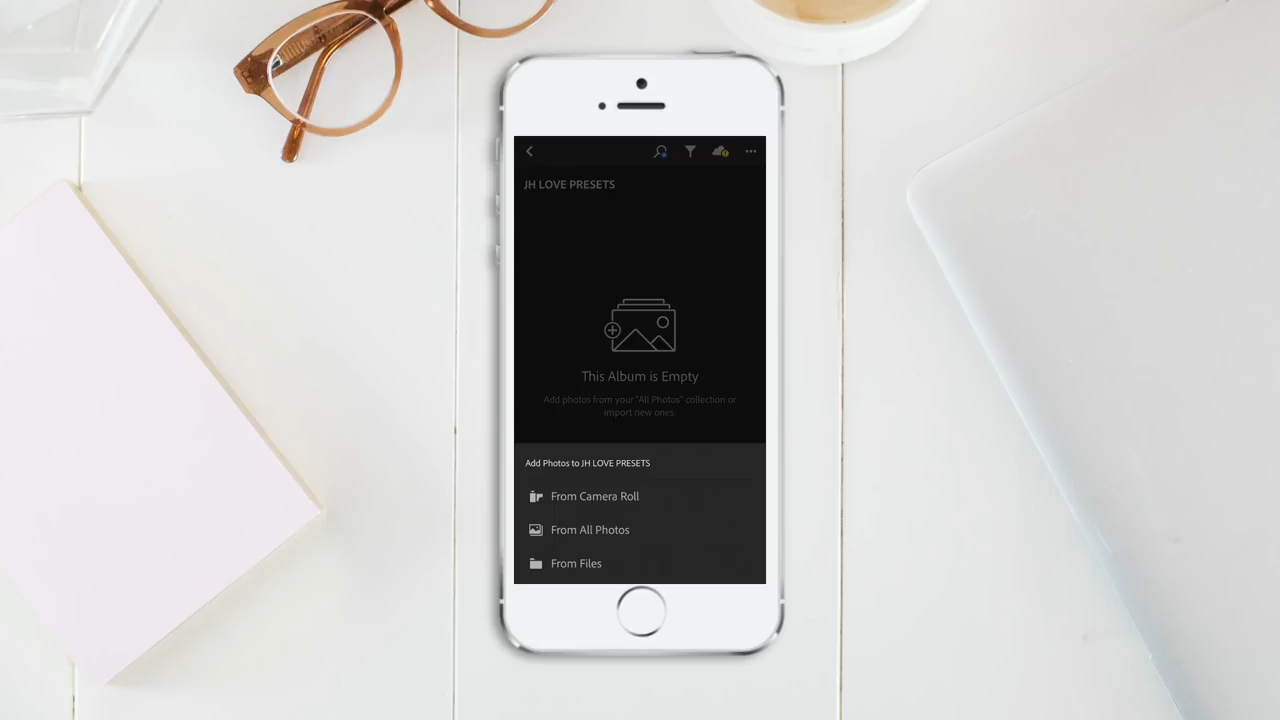 JH LOVE PRESETS
This Album is Empty
Add photos from your "All Photos" collection or
import new ones.
Add Photos to JH LOVE PRESETS
From Camera Roll
From All Photos
From Files